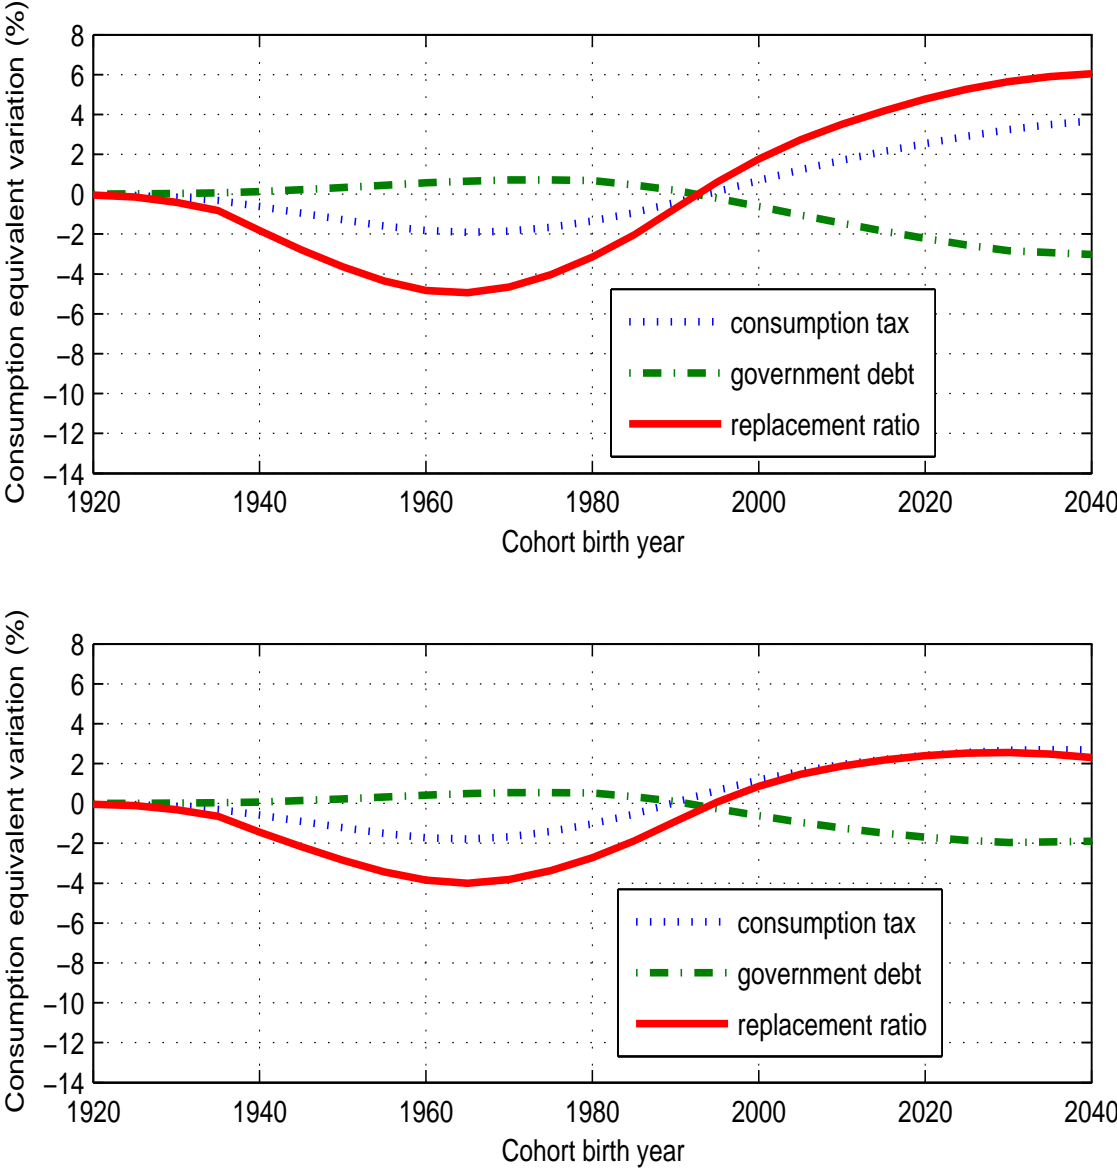 Consumption equivalent variation (%)
8
6
4
2
0
−2
−4
−6
−8
−10
−12
−14
consumption tax
government debt
replacement ratio
1920 1940 1960 1980 2000 2020 2040
Cohort birth year
Consumption equivalent variation (%)
8
6
4
2
0
−2
−4
−6
−8
−10
−12
−14
consumption tax
government debt
replacement ratio
1920 1940 1960 1980 2000 2020 2040
Cohort birth year